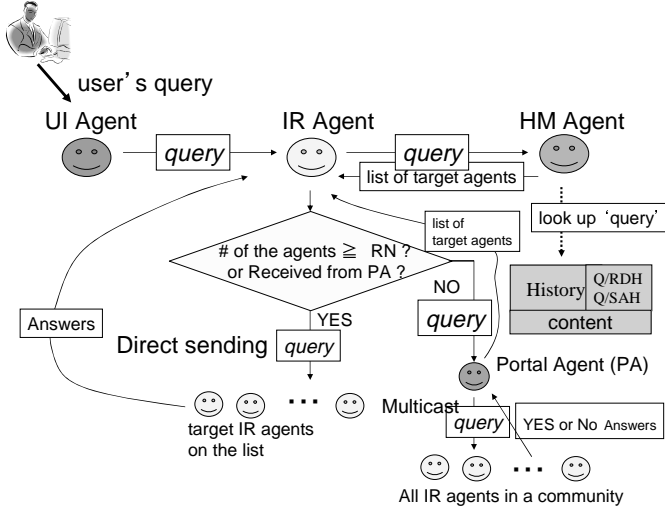 user's query
UI Agent
IR Agent
HM Agent
query
query
list of target agents
look up 'query'
list of
target agents
# of the agents ≧ RN ?
or Received from PA ?
History
Q/RDH
Q/SAH
content
NO
YES
query
Answers
Direct sending
query
Portal Agent (PA)
Multicast
query
YES or No Answers
target IR agents
on the list
All IR agents in a community